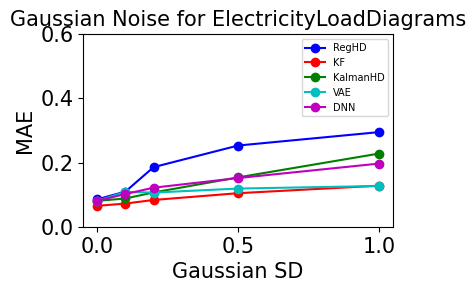 Gaussian Noise for ElectricityLoadDiagrams
RegHD
KF
KalmanHD
VAE
DNN
MAE
0.6
0.4
0.2
0.0
0.0 0.5 1.0
Gaussian SD